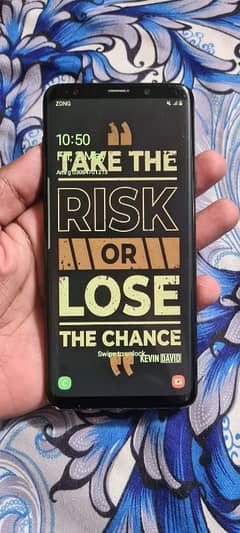 ZONG
10:50
TAKE THE
RISK
OR
LOSE
THE CHANCE
Swipe to unlock
KEVIN DAVID